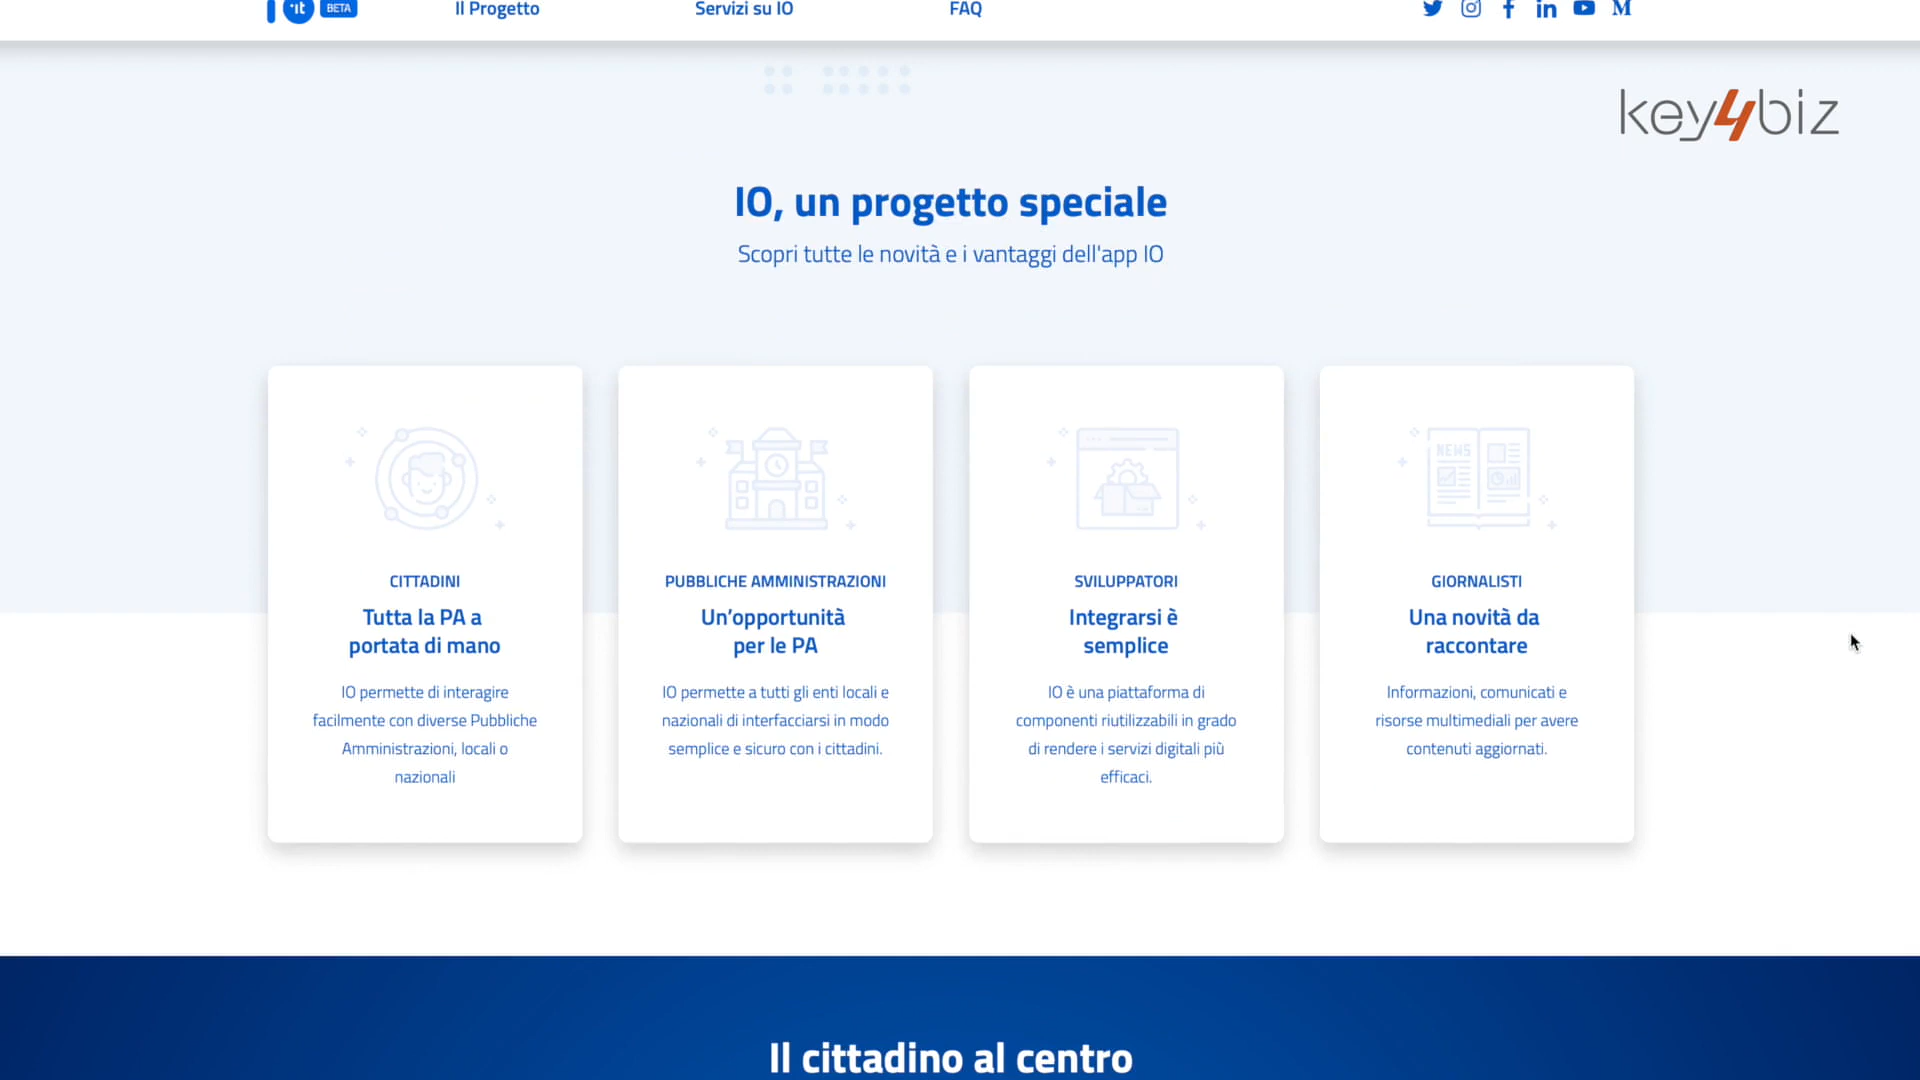 it BETA Il Progetto Servizi su IO FAQ
key4biz
IO, un progetto speciale
Scopri tutte le novità e i vantaggi dell'app IO
NEWS
CITTADINI
Tutta la PA a
portata di mano
IO permette di interagire
facilmente con diverse Pubbliche
Amministrazioni, locali o
nazionali
PUBBLICHE AMMINISTRAZIONI
Un’opportunità
per le PA
IO permette a tutti gli enti locali e
nazionali di interfacciarsi in modo
semplice e sicuro con i cittadini.
SVILUPPATORI
Integrarsi è
semplice
IO è una piattaforma di
componenti riutilizzabili in grado
di rendere i servizi digitali più
efficaci.
GIORNALISTI
Una novità da
raccontare
Informazioni, comunicati e
risorse multimediali per avere
contenuti aggiornati.
Il cittadino al centro